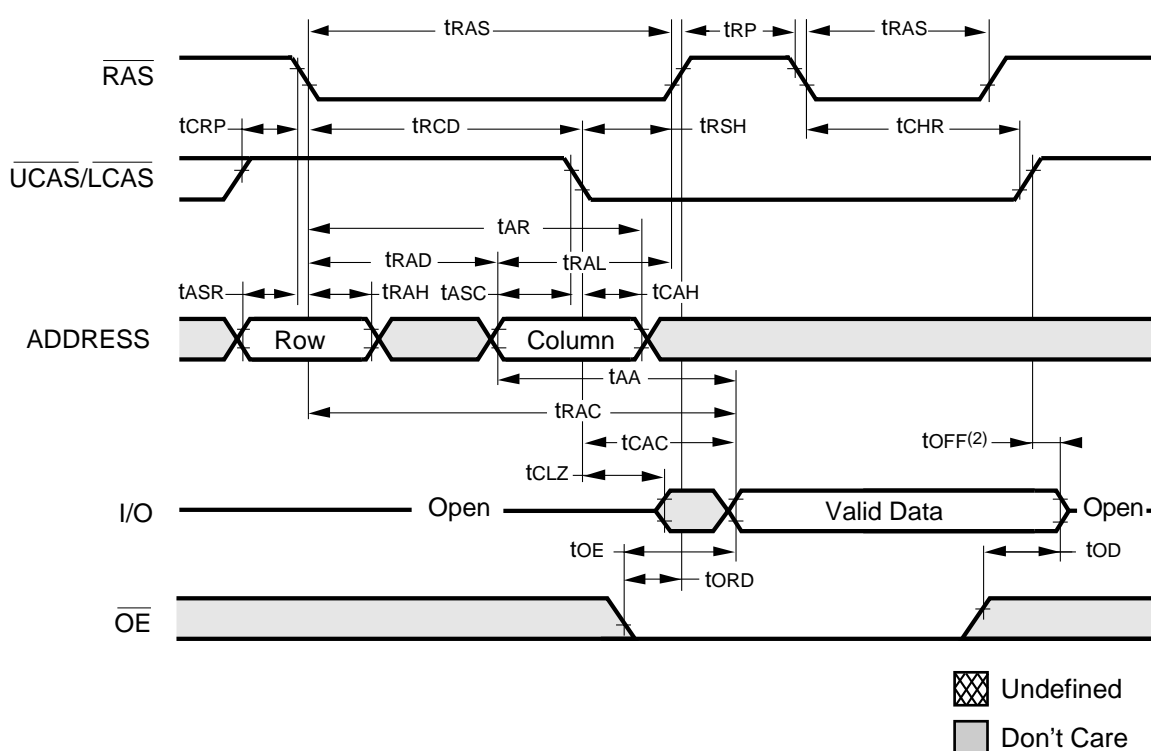 tRAS tRP tRAS
RAS
tCRP tRCD tRSH tCHR
UCAS/LCAS
tAR
tRAD tRAL
tASR tRAH tASC tCAH
ADDRESS Row Column
tAA
tRAC
tCAC tOFF(2)
tCLZ
I/O Open Valid Data Open
tOE tOD
tORD
OE
Undefined
Don't Care